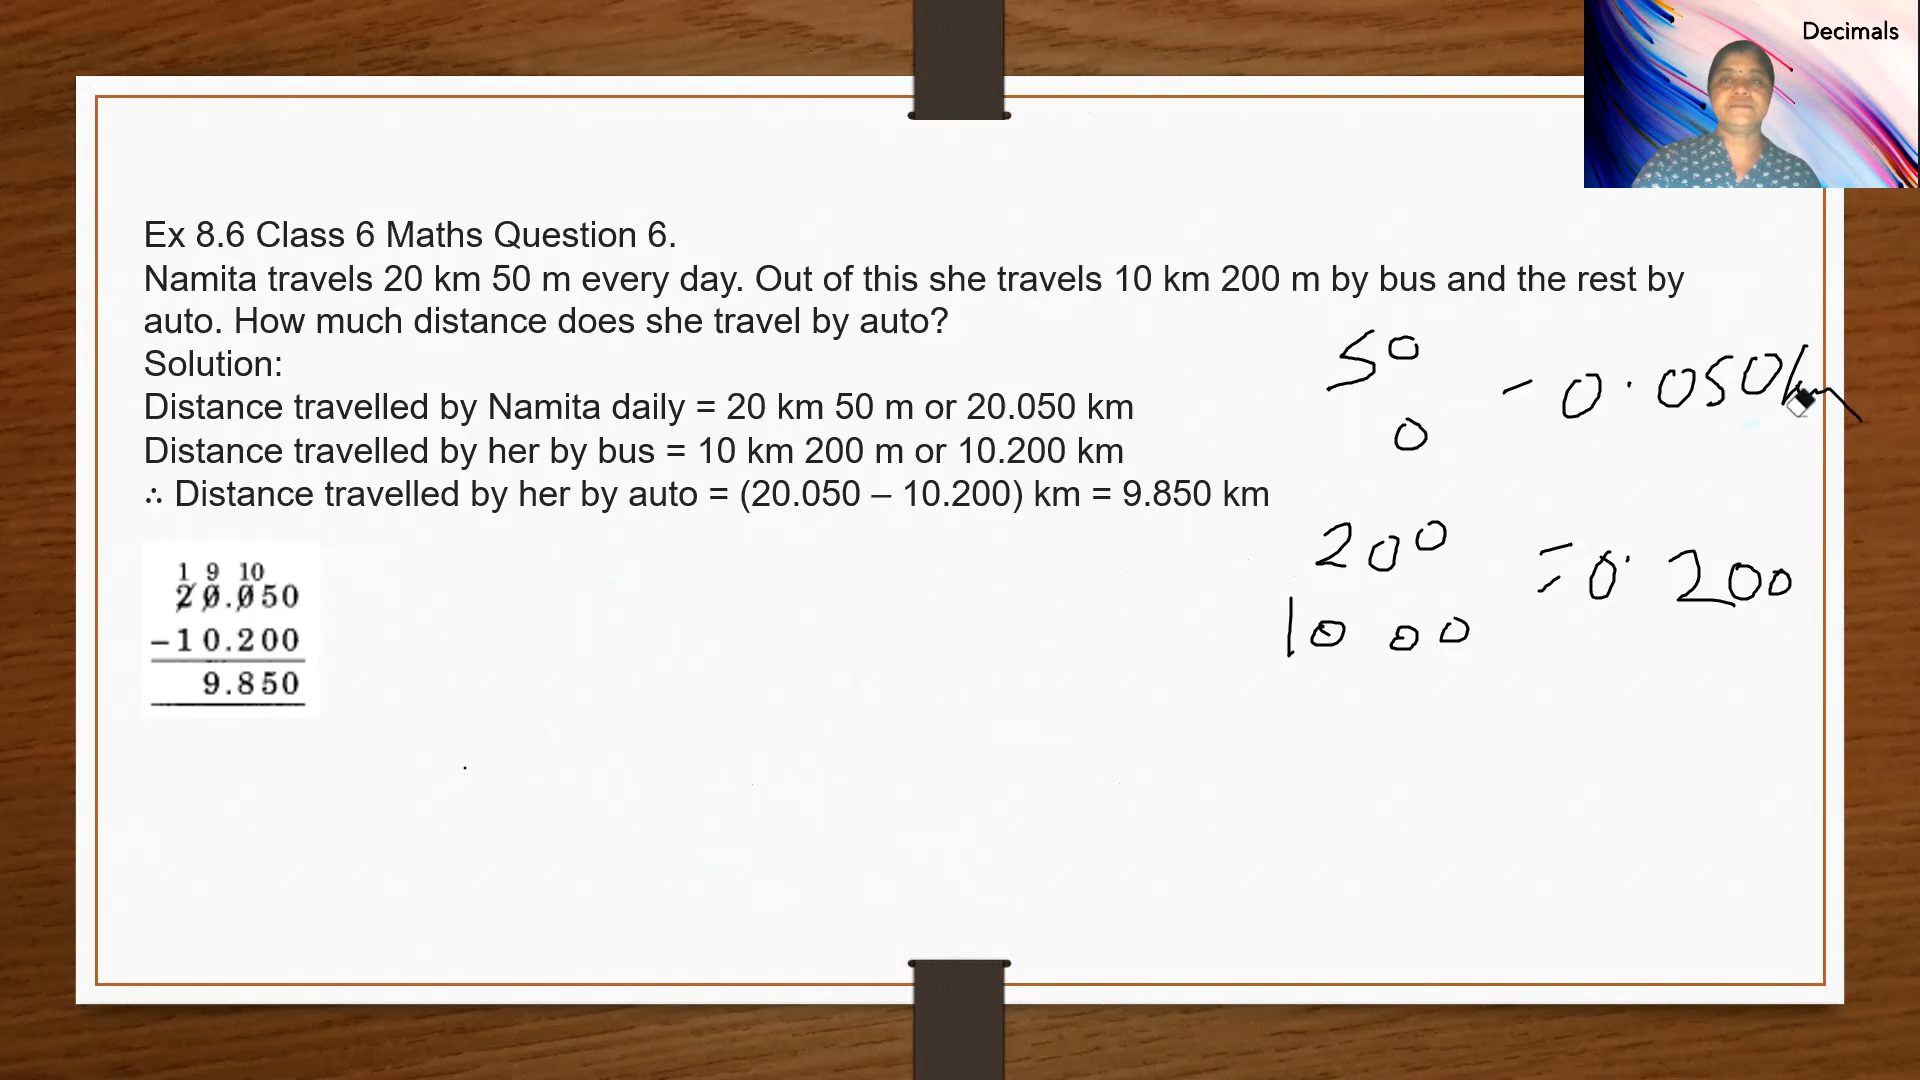 Decimals
Ex 8.6 Class 6 Maths Question 6.
Namita travels 20 km 50 m every day. Out of this she travels 10 km 200 m by bus and the rest by
auto. How much distance does she travel by auto?
Solution:
Distance travelled by Namita daily = 20 km 50 m or 20.050 km
Distance travelled by her by bus = 10 km 200 m or 10.200 km
∴ Distance travelled by her by auto = (20.050 – 10.200) km = 9.850 km
1 9 10
20.050
–10.200
9.850
50 - 0.050km
0
200 = 0.200
1000